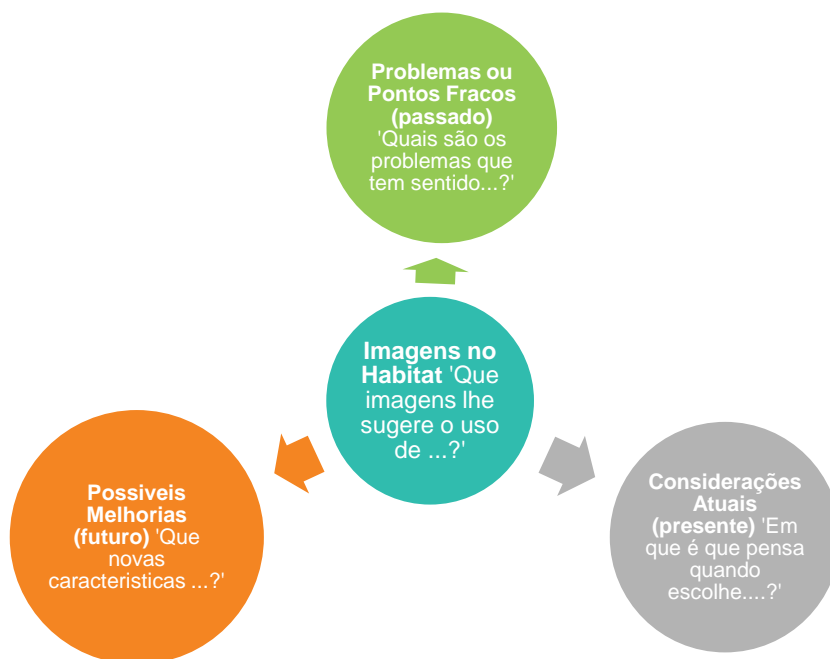 Problemas ou
Pontos Fracos
(passado)
'Quais são os
problemas que
tem sentido...?'
Imagens no
Habitat 'Que
imagens lhe
sugere o uso
de ...?'
Possiveis
Melhorias
(futuro) 'Que
novas
caracteristicas ...?'
Considerações
Atuais
(presente) 'Em
que é que pensa
quando
escolhe....?'